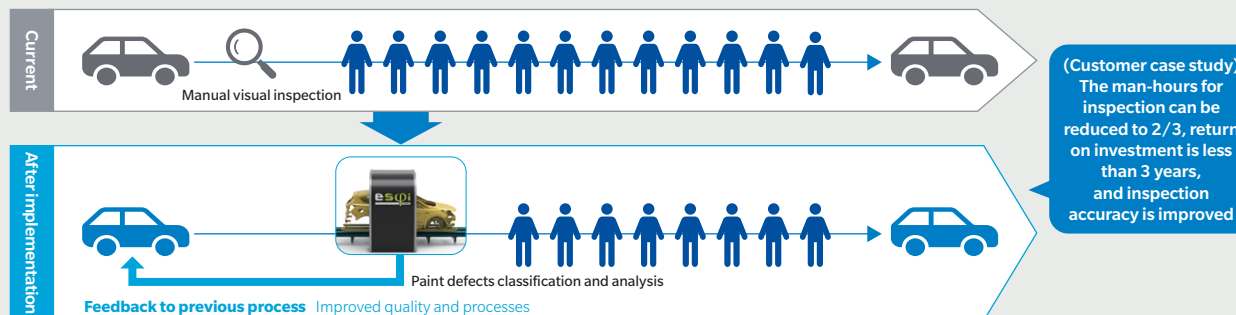 Current
Manual visual inspection
(Customer case study)
The man-hours for
inspection can be
reduced to 2/3, return
on investment is less
than 3 years,
and inspection
accuracy is improved
After implementation
esφi
Paint defects classification and analysis
Feedback to previous process Improved quality and processes